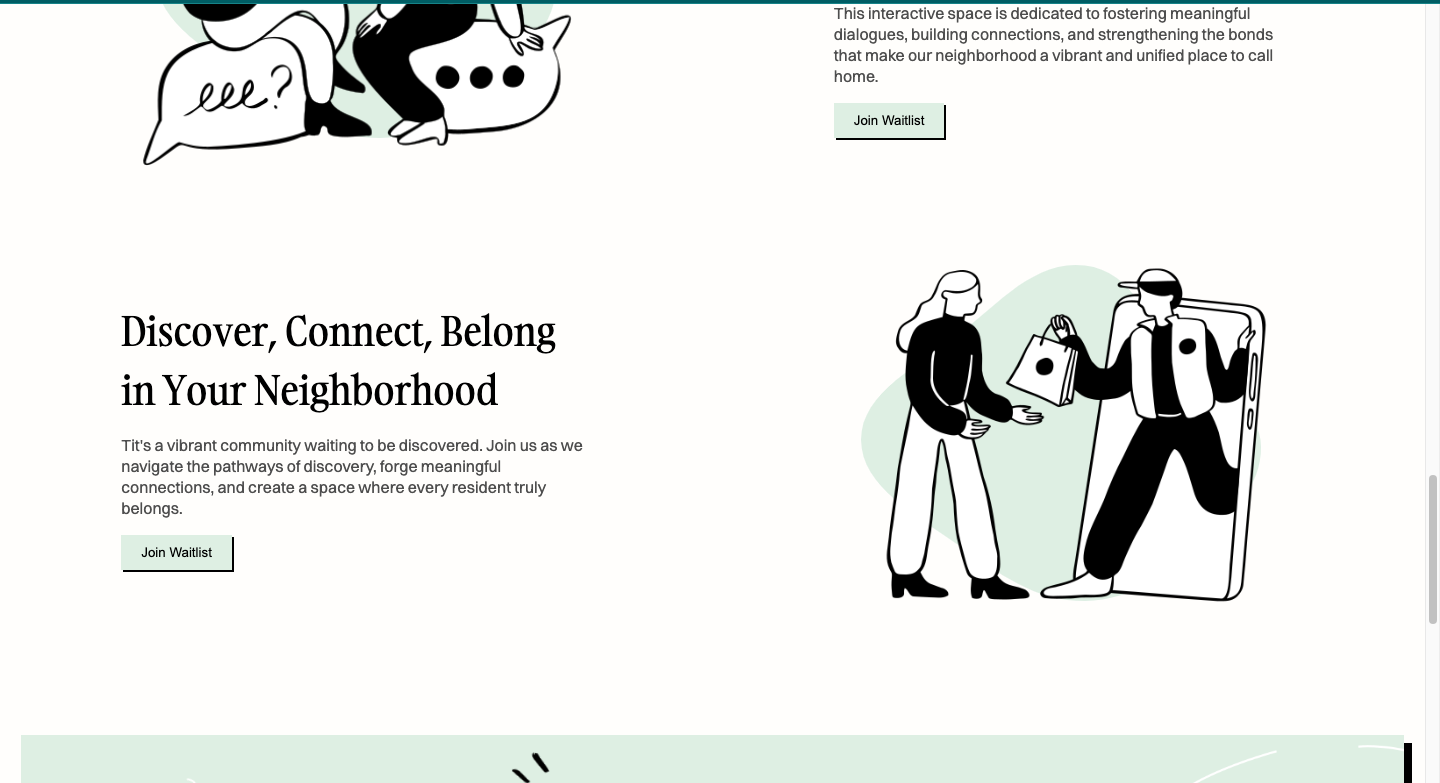 This interactive space is dedicated to fostering meaningful
dialogues, building connections, and strengthening the bonds
that make our neighborhood a vibrant and unified place to call
home.
Join Waitlist
Discover, Connect, Belong
in Your Neighborhood
Tit's a vibrant community waiting to be discovered. Join us as we
navigate the pathways of discovery, forge meaningful
connections, and create a space where every resident truly
belongs.
Join Waitlist